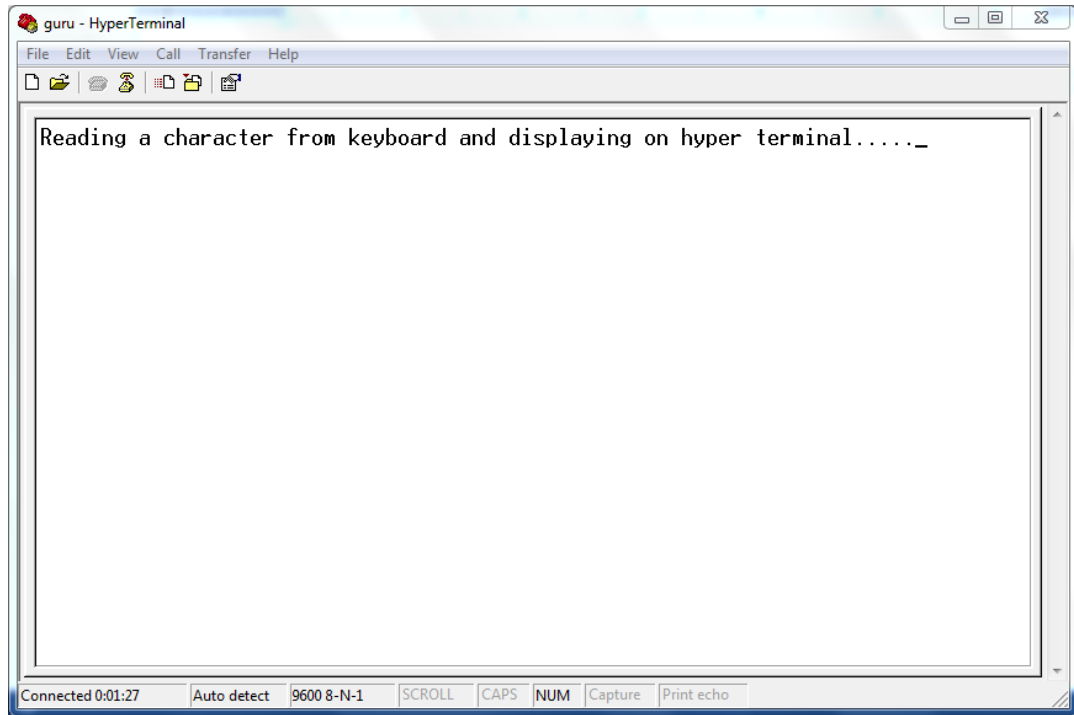 guru - HyperTerminal
File Edit View Call Transfer Help
Reading a character from keyboard and displaying on hyper terminal....._
Connected 0:01:27 Auto detect 9600 8-N-1 SCROLL CAPS NUM Capture Print echo